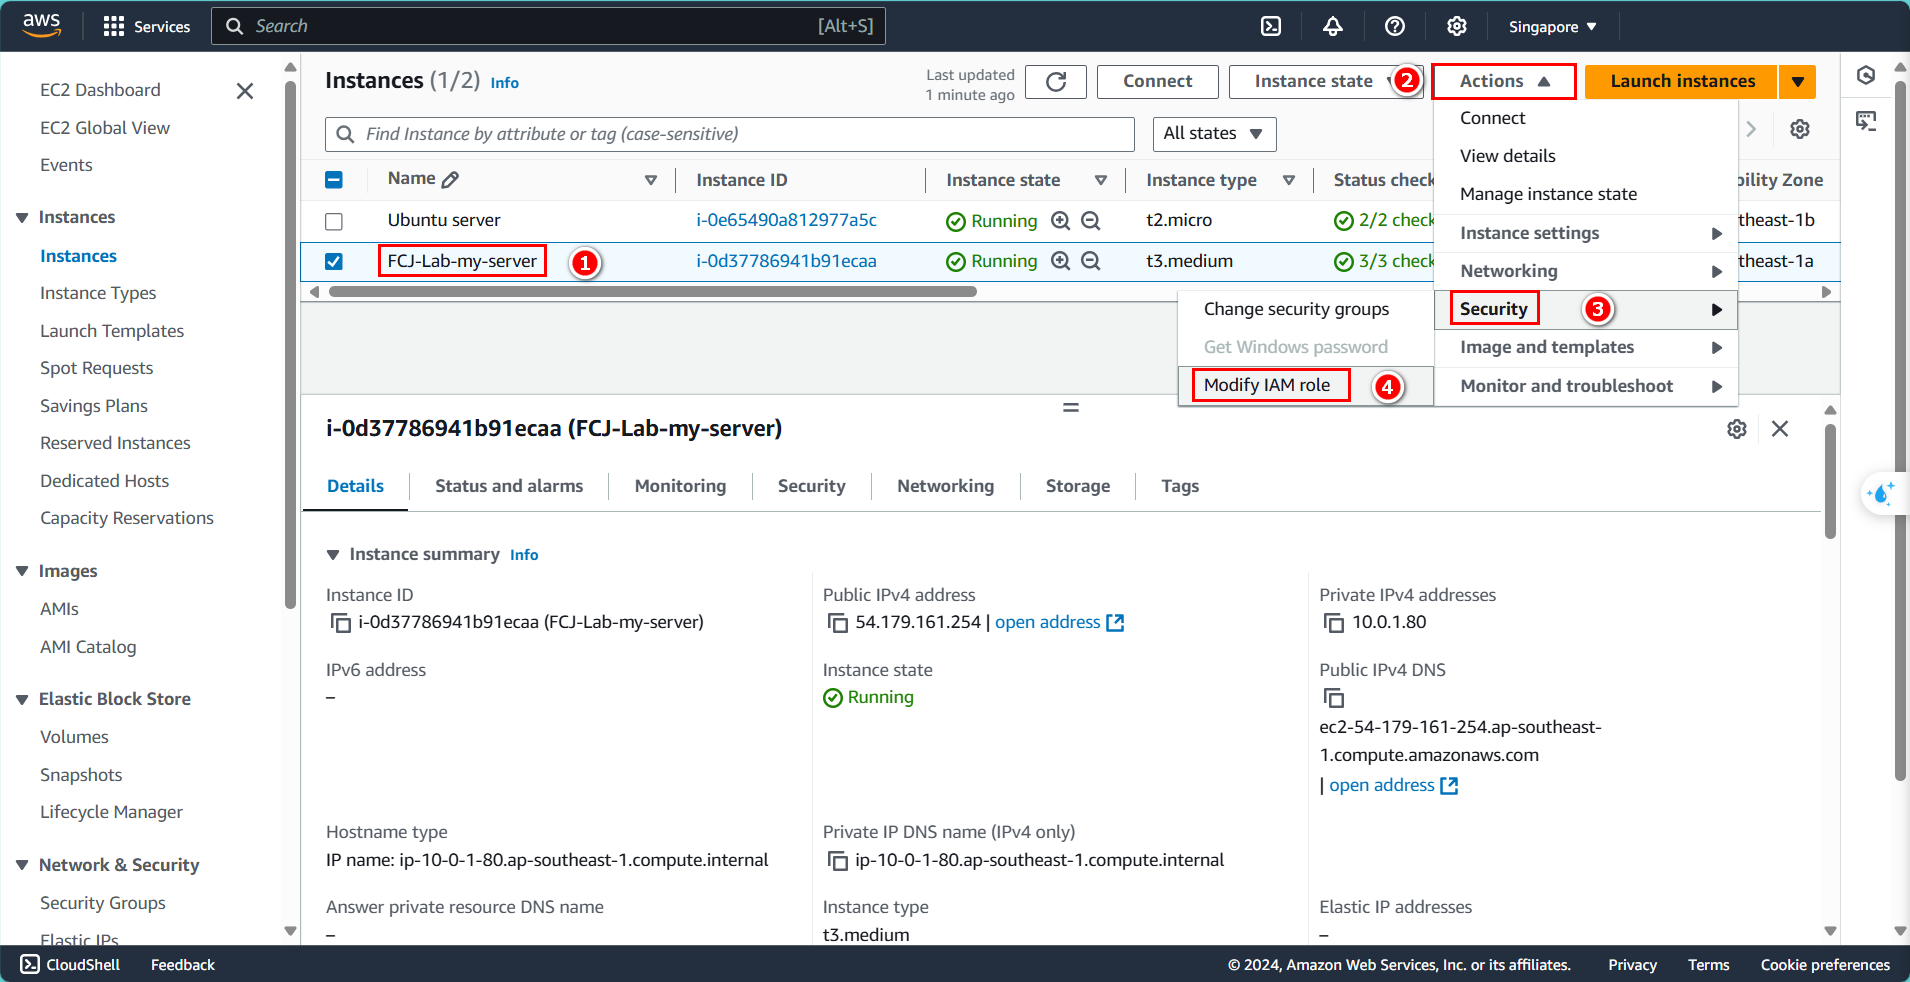 aws
Services
Search
[Alt+S]
Singapore
EC2 Dashboard
EC2 Global View
Events
Instances
Instances
Instance Types
Launch Templates
Spot Requests
Savings Plans
Reserved Instances
Dedicated Hosts
Capacity Reservations
Images
AMIs
AMI Catalog
Elastic Block Store
Volumes
Snapshots
Lifecycle Manager
Network & Security
Security Groups
Elastic IPs
Instances (1/2) Info
Last updated
1 minute ago
Connect
Instance state
2
Actions
Launch instances
Find Instance by attribute or tag (case-sensitive)
All states
Name
Instance ID
Instance state
Instance type
Status check
bility Zone
Ubuntu server
i-0e65490a812977a5c
Running
t2.micro
2/2 check
theast-1b
FCJ-Lab-my-server
1
i-0d37786941b91ecaa
Running
t3.medium
3/3 check
theast-1a
Connect
View details
Manage instance state
Instance settings
Networking
Security
3
Image and templates
Monitor and troubleshoot
Change security groups
Get Windows password
Modify IAM role
4
i-0d37786941b91ecaa (FCJ-Lab-my-server)
Details
Status and alarms
Monitoring
Security
Networking
Storage
Tags
Instance summary Info
Instance ID
i-0d37786941b91ecaa (FCJ-Lab-my-server)
Public IPv4 address
54.179.161.254 | open address
Private IPv4 addresses
10.0.1.80
IPv6 address
–
Instance state
Running
Public IPv4 DNS
ec2-54-179-161-254.ap-southeast-
1.compute.amazonaws.com
| open address
Hostname type
IP name: ip-10-0-1-80.ap-southeast-1.compute.internal
Private IP DNS name (IPv4 only)
ip-10-0-1-80.ap-southeast-1.compute.internal
Answer private resource DNS name
–
Instance type
t3.medium
Elastic IP addresses
–
CloudShell
Feedback
© 2024, Amazon Web Services, Inc. or its affiliates.
Privacy
Terms
Cookie preferences